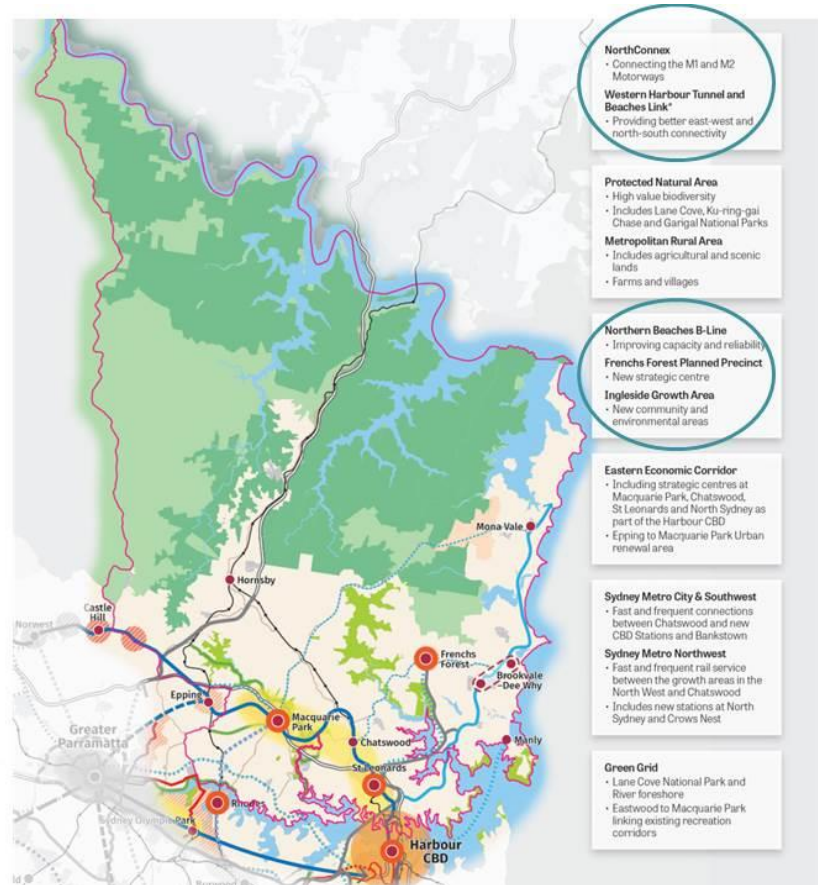 NorthConnex
• Connecting the M1 and M2
Motorways
Western Harbour Tunnel and
Beaches Link*
• Providing better east-west and
north-south connectivity
Protected Natural Area
• High value biodiversity
• Includes Lane Cove, Ku-ring-gai
Chase and Garigal National Parks
Metropolitan Rural Area
• Includes agricultural and scenic
lands
• Farms and villages
Northern Beaches B-Line
• Improving capacity and reliability
Frenchs Forest Planned Precinct
• New strategic centre
Ingleside Growth Area
• New community and
environmental areas
Eastern Economic Corridor
• Including strategic centres at
Macquarie Park, Chatswood,
St Leonards and North Sydney as
part of the Harbour CBD
• Epping to Macquarie Park Urban
renewal area
Sydney Metro City & Southwest
• Fast and frequent connections
between Chatswood and new
CBD Stations and Bankstown
Sydney Metro Northwest
• Fast and frequent rail service
between the growth areas in the
North West and Chatswood
• Includes new stations at North
Sydney and Crows Nest
Green Grid
• Lane Cove National Park and
River foreshore
• Eastwood to Macquarie Park
linking existing recreation
corridors
Mona Vale
Hornsby
Castle
Hill
Norwest
Frenchs
Forest
Brookvale
-Dee Why
Epping
Macquarie
Park
Greater
Parramatta
Chatswood
Manly
St Leonards
Rhodes
Sydney Olympic Park
Harbour
CBD
Burwood